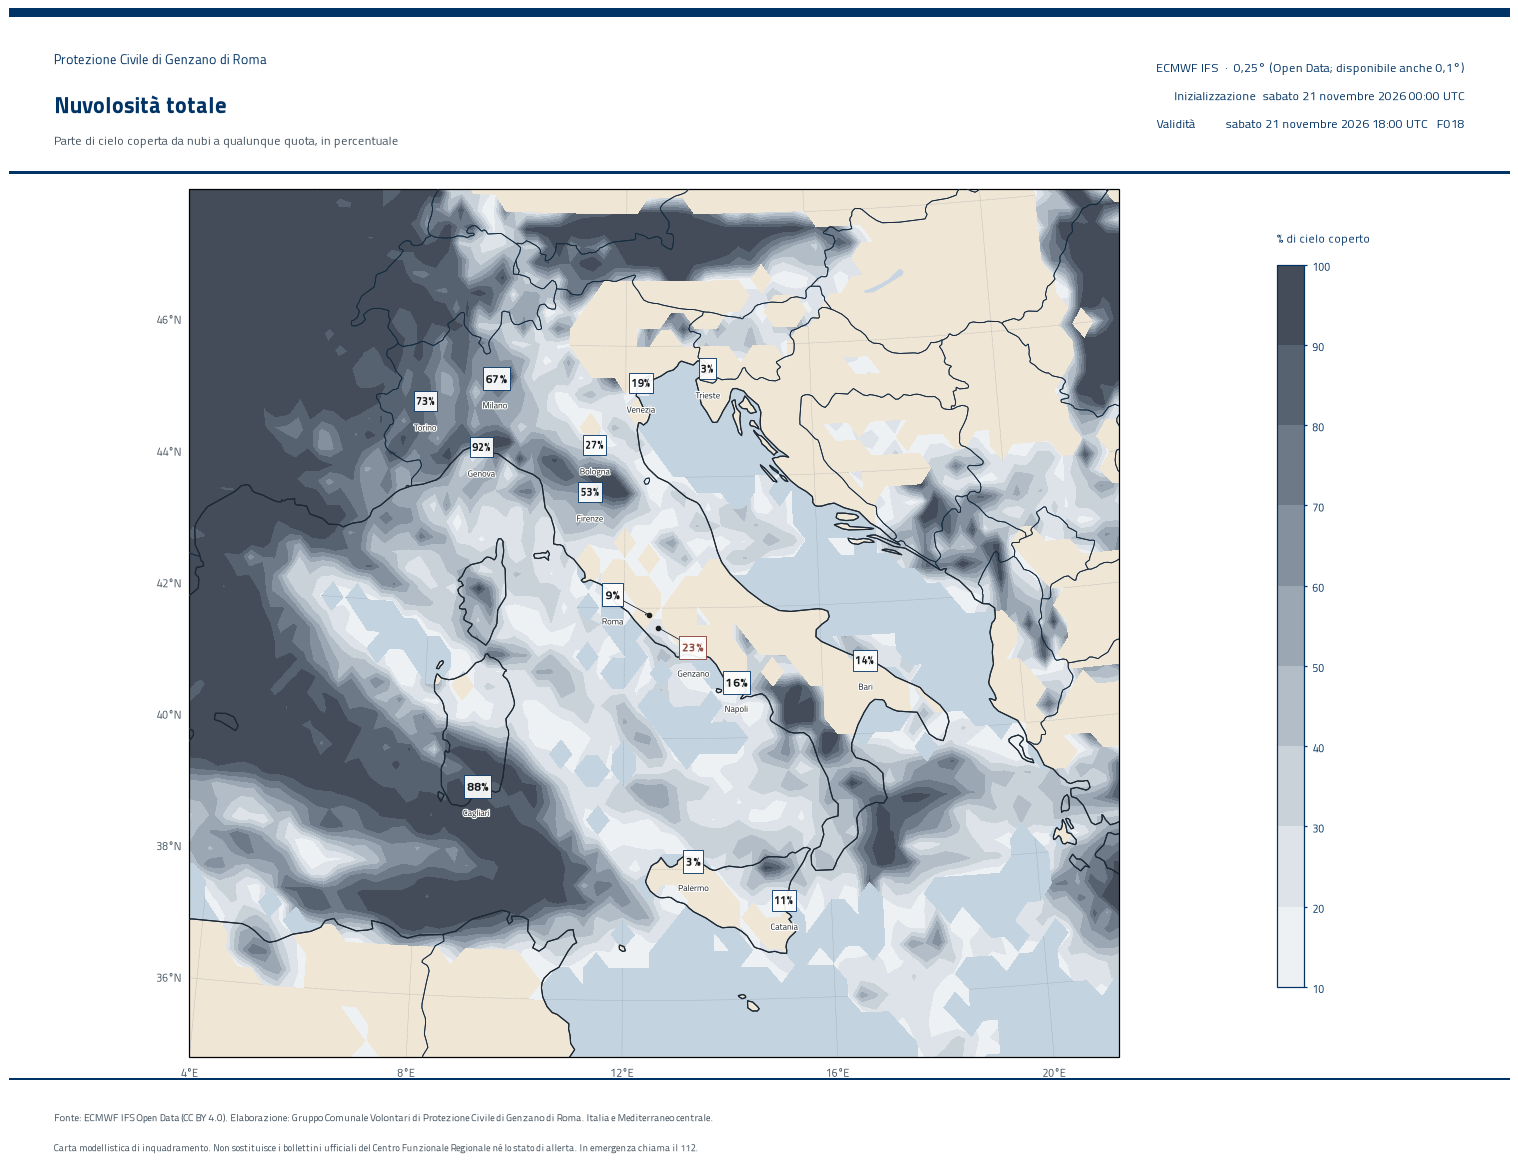 Protezione Civile di Genzano di Roma
Nuvolosità totale
Parte di cielo coperta da nubi a qualunque quota, in percentuale
ECMWF IFS · 0,25° (Open Data; disponibile anche 0,1°)
Inizializzazione sabato 21 novembre 2026 00:00 UTC
Validità sabato 21 novembre 2026 18:00 UTC F018
% di cielo coperto
100
90
80
70
60
50
40
30
20
10
46°N
44°N
42°N
40°N
38°N
36°N
4°E
8°E
12°E
16°E
20°E
73%
Torino
67%
Milano
19%
Venezia
3%
Trieste
92%
Genova
27%
Bologna
53%
Firenze
9%
Roma
23%
Genzano
16%
Napoli
14%
Bari
88%
Cagliari
3%
Palermo
11%
Catania
Fonte: ECMWF IFS Open Data (CC BY 4.0). Elaborazione: Gruppo Comunale Volontari di Protezione Civile di Genzano di Roma. Italia e Mediterraneo centrale.
Carta modellistica di inquadramento. Non sostituisce i bollettini ufficiali del Centro Funzionale Regionale né lo stato di allerta. In emergenza chiama il 112.